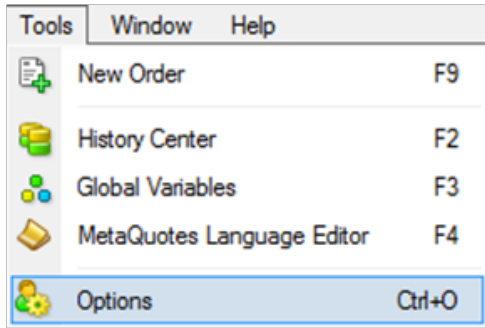 Tools Window Help
New Order F9
History Center F2
Global Variables F3
MetaQuotes Language Editor F4
Options Ctrl+O